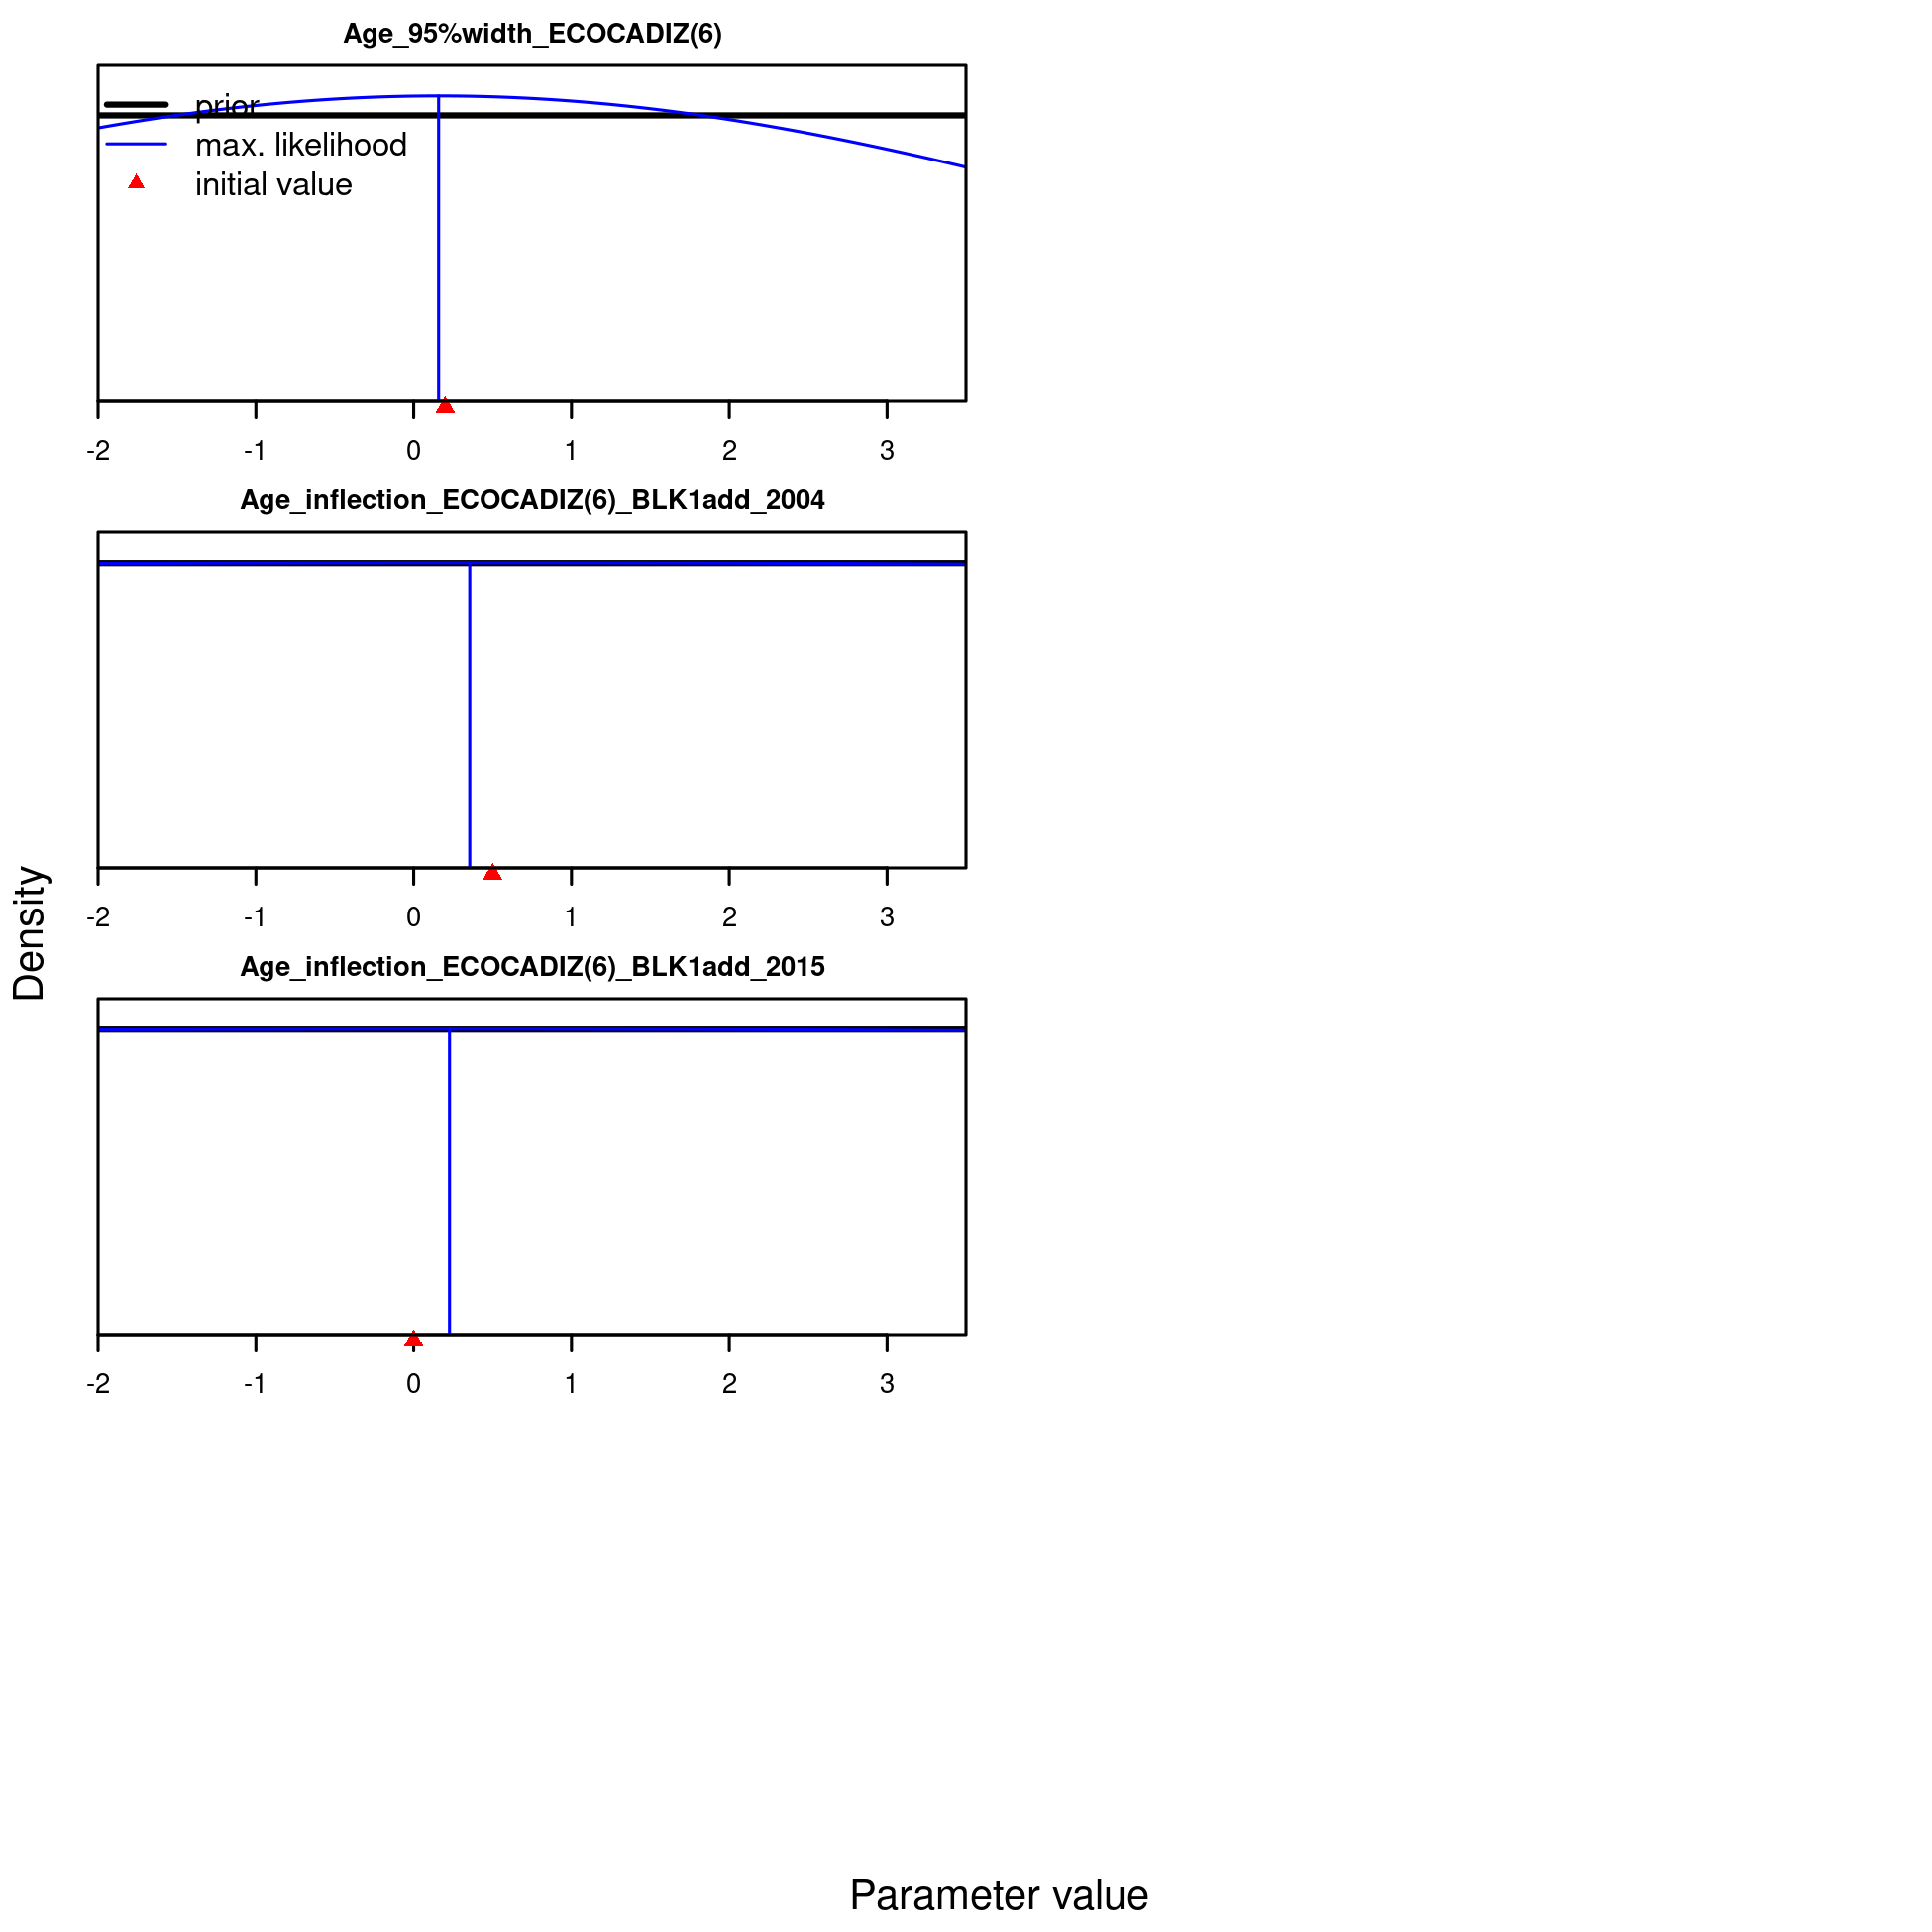 Age_95%width_ECOCADIZ(6)
prior
max. likelihood
initial value
-2 -1 0 1 2 3
Age_inflection_ECOCADIZ(6)_BLK1add_2004
-2 -1 0 1 2 3
Age_inflection_ECOCADIZ(6)_BLK1add_2015
-2 -1 0 1 2 3
Density
Parameter value